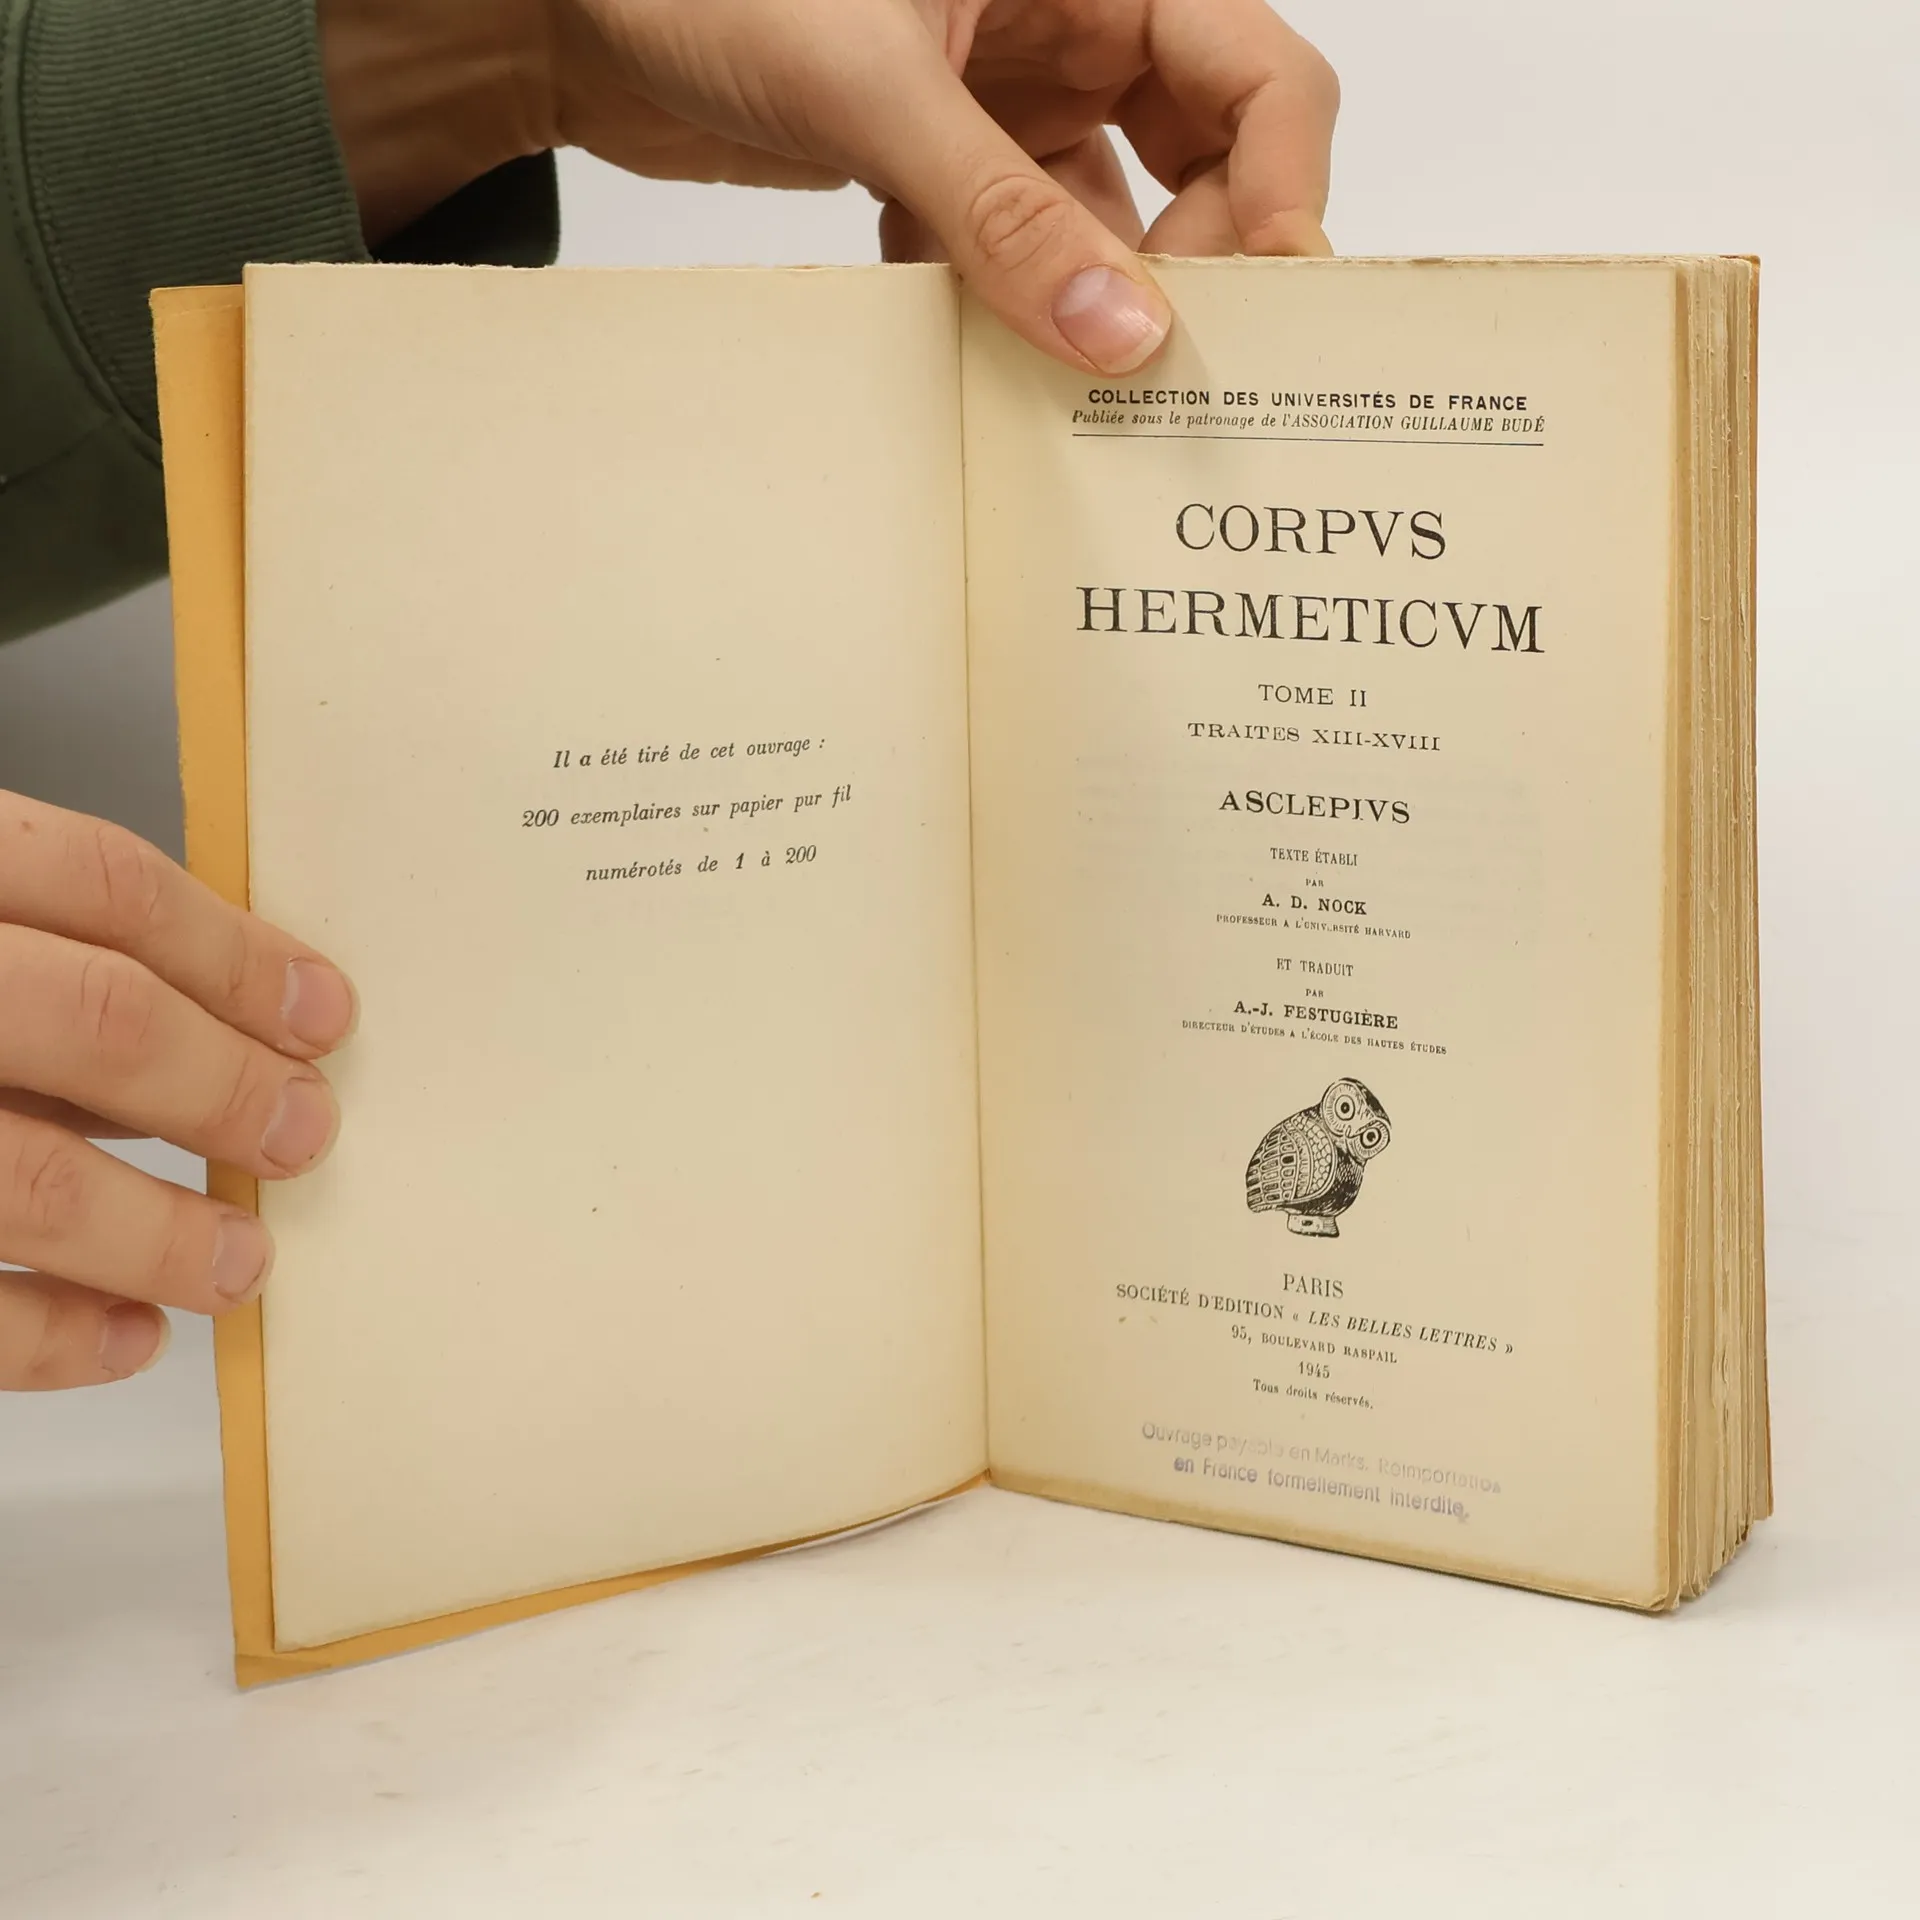 Il a été tiré de cet ouvrage :
200 exemplaires sur papier pur fil
numérotés de 1 à 200
COLLECTION DES UNIVERSITÉS DE FRANCE
Publiée sous le patronage de l'ASSOCIATION GUILLAUME BUDÉ
CORPVS
HERMETICVM
TOME II
TRAITES XIII-XVIII
ASCLEPIVS
TEXTE ÉTABLI
PAR
A. D. NOCK
PROFESSEUR A L'UNIVERSITÉ HARVARD
ET TRADUIT
PAR
A.-J. FESTUGIÈRE
DIRECTEUR D'ÉTUDES A L'ÉCOLE DES HAUTES ÉTUDES
PARIS
SOCIÉTÉ D'EDITION « LES BELLES LETTRES »
95, BOULEVARD RASPAIL
1945
Tous droits réservés.
Ouvrage payable en Marks. Réimportation
en France formellement interdite.